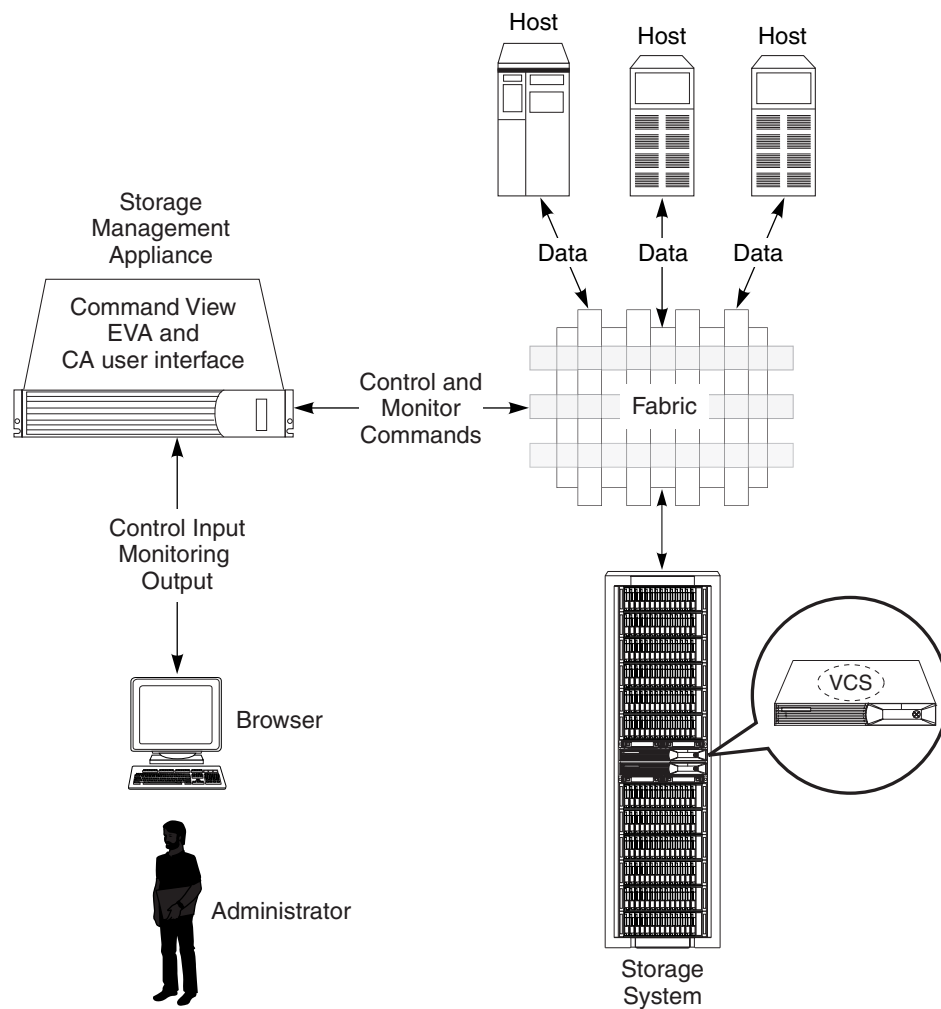 Host
Host
Host
Data
Data
Data
Storage
Management
Appliance
Command View
EVA and
CA user interface
Control and
Monitor
Commands
Fabric
Control Input
Monitoring
Output
VCS
Browser
Administrator
Storage
System